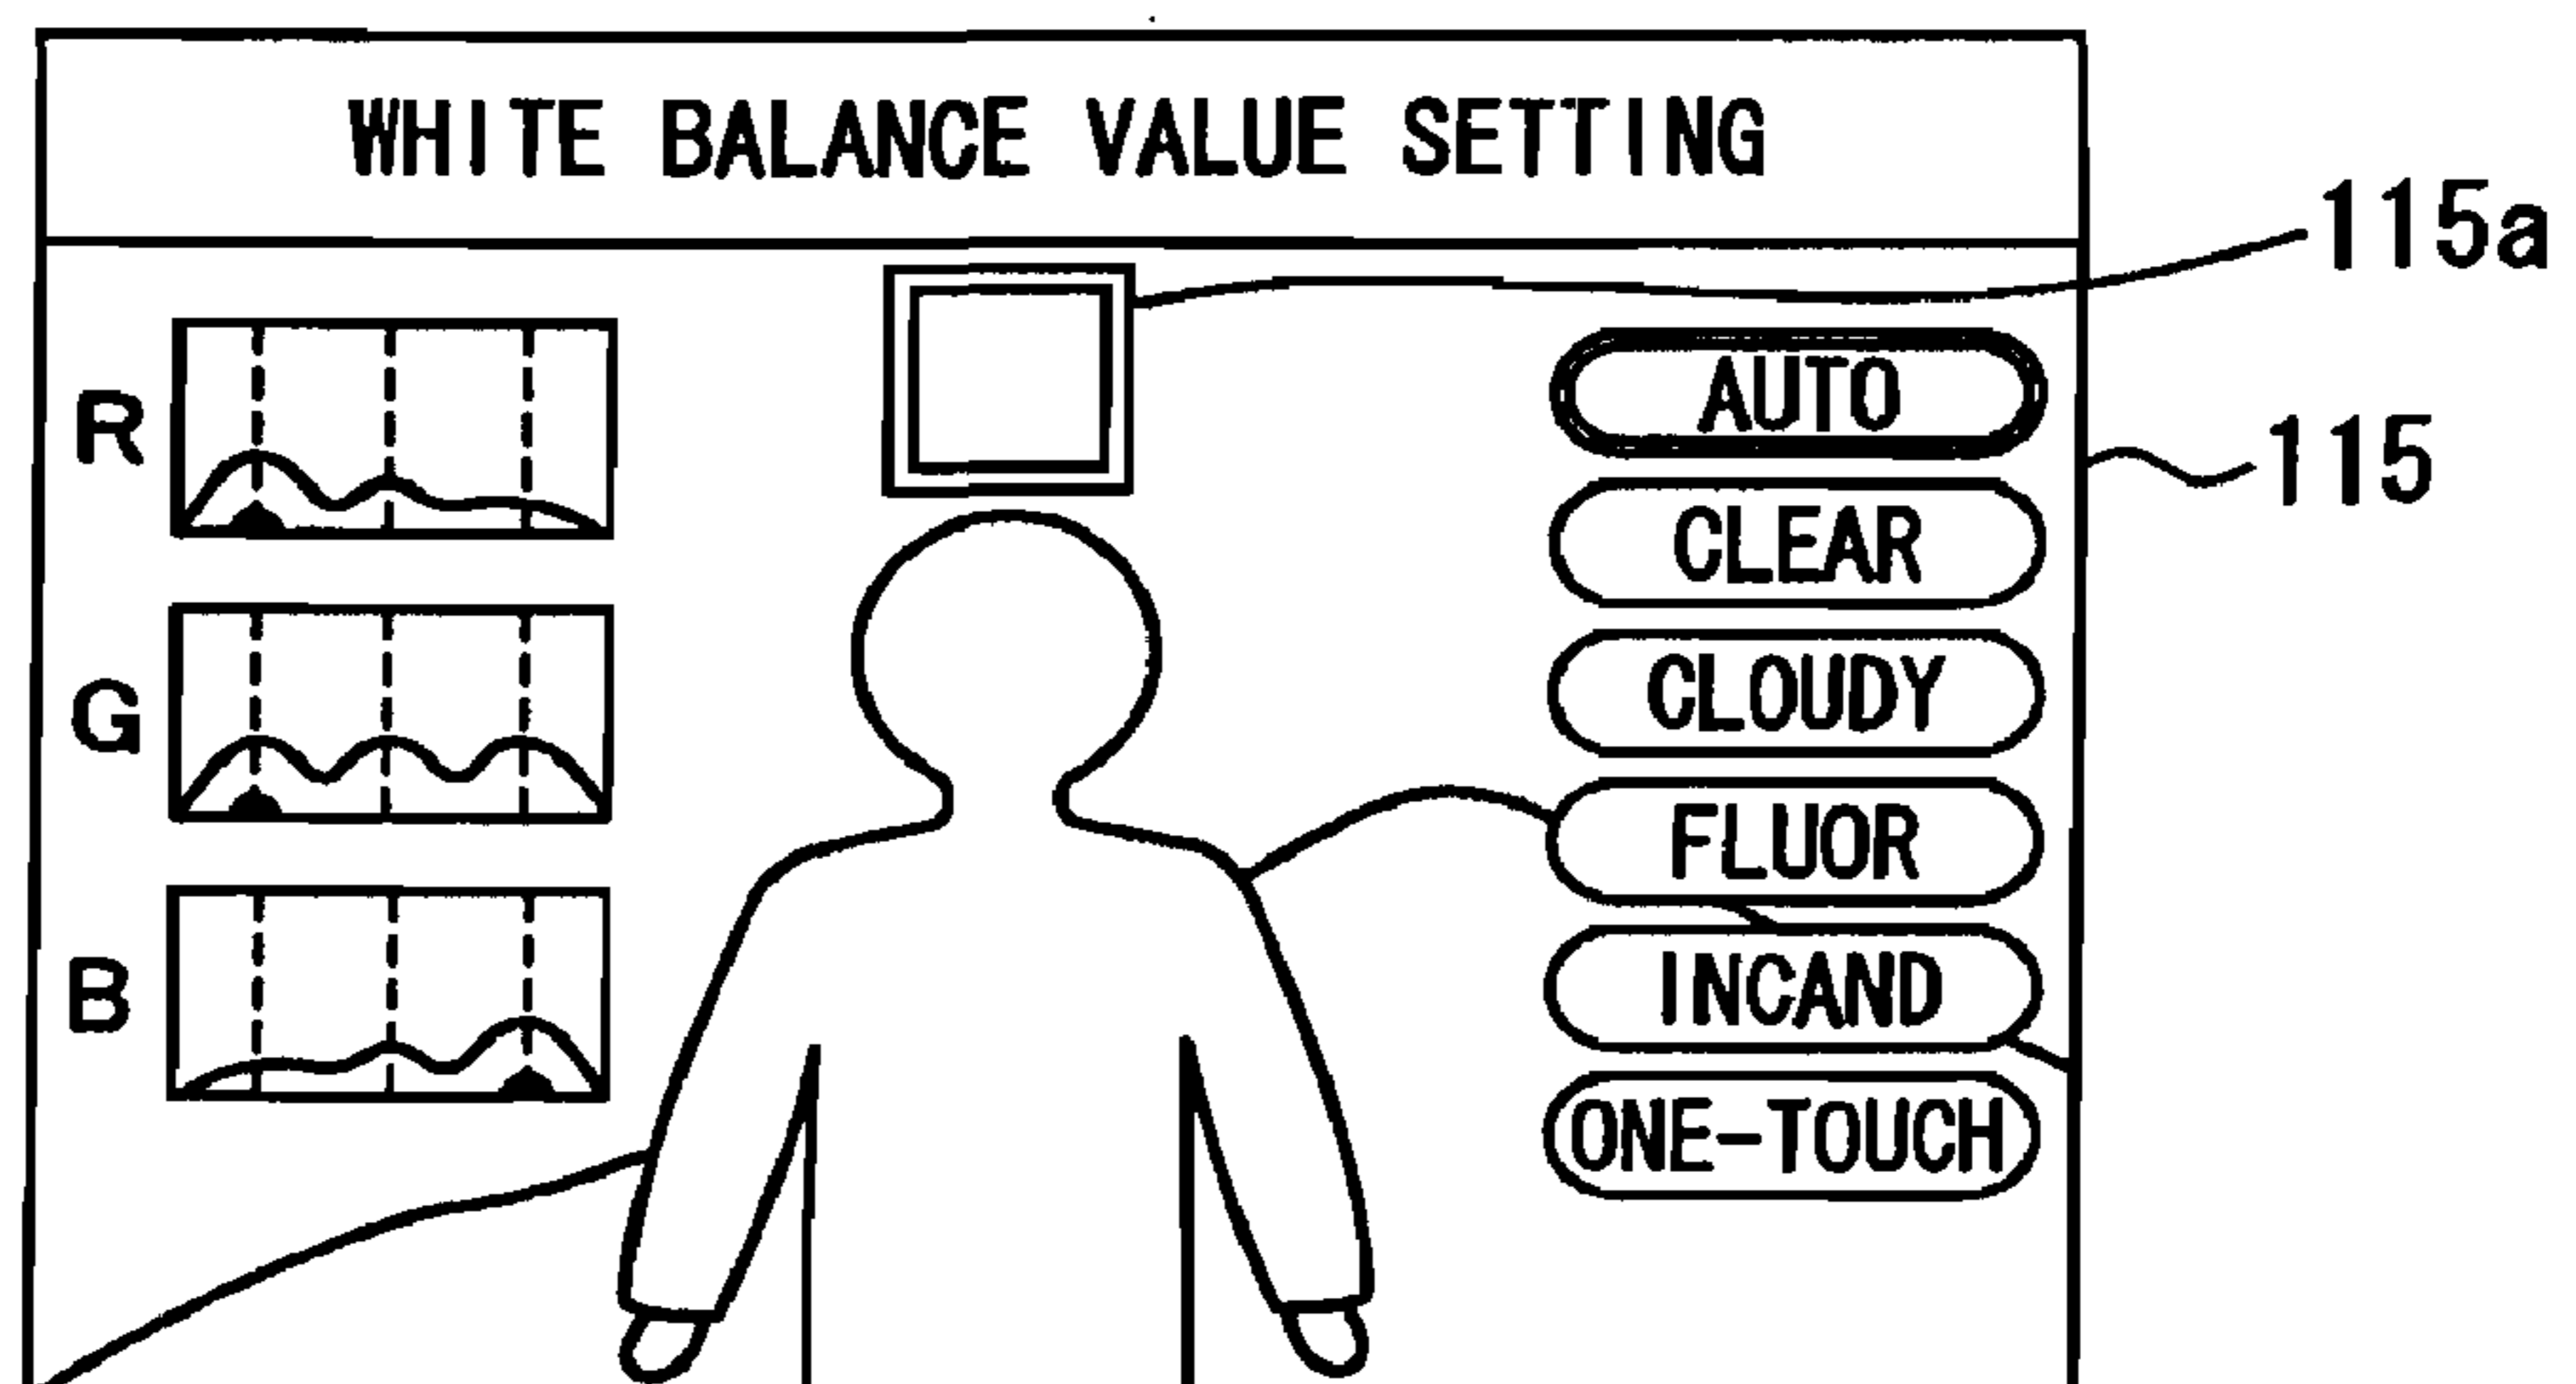 WHITE BALANCE VALUE SETTING
115a
R
AUTO
115
CLEAR
G
CLOUDY
FLUOR
B
INCAND
ONE-TOUCH